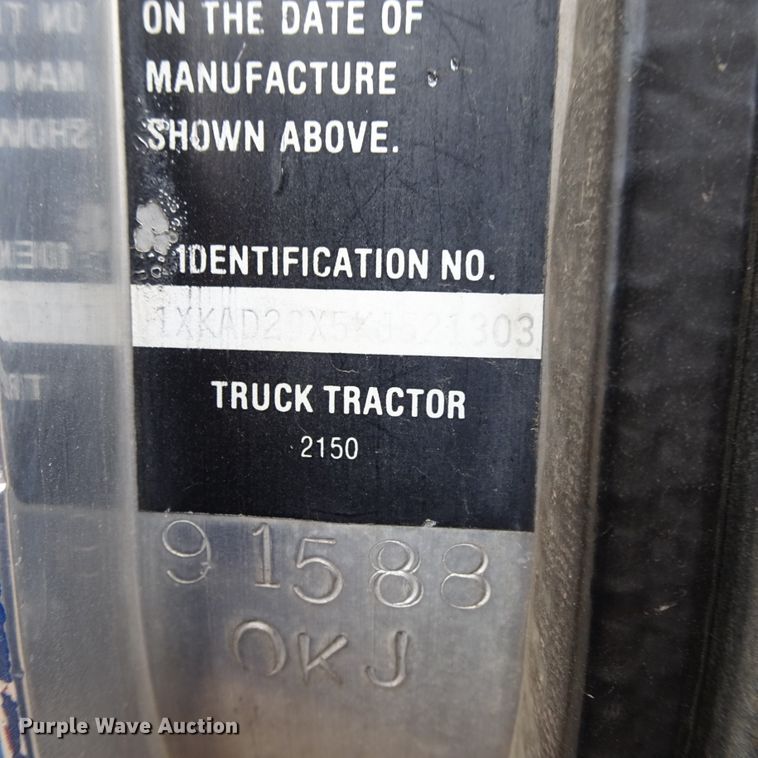 ON THE DATE OF
MANUFACTURE
SHOWN ABOVE.
IDENTIFICATION NO.
TRUCK TRACTOR
2150
91588
OKJ
Purple Wave Auction